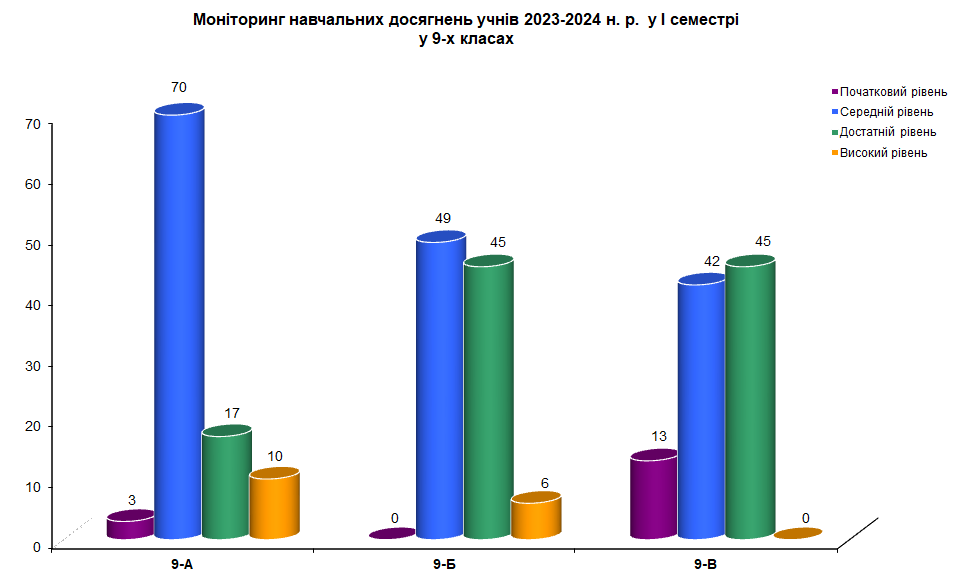 Моніторинг навчальних досягнень учнів 2023-2024 н. р. у І семестрі
у 9-х класах
Початковий рівень
Середній рівень
Достатній рівень
Високий рівень
70
60
50
40
30
20
10
0
3
70
17
10
0
49
45
6
13
42
45
0
9-А
9-Б
9-В